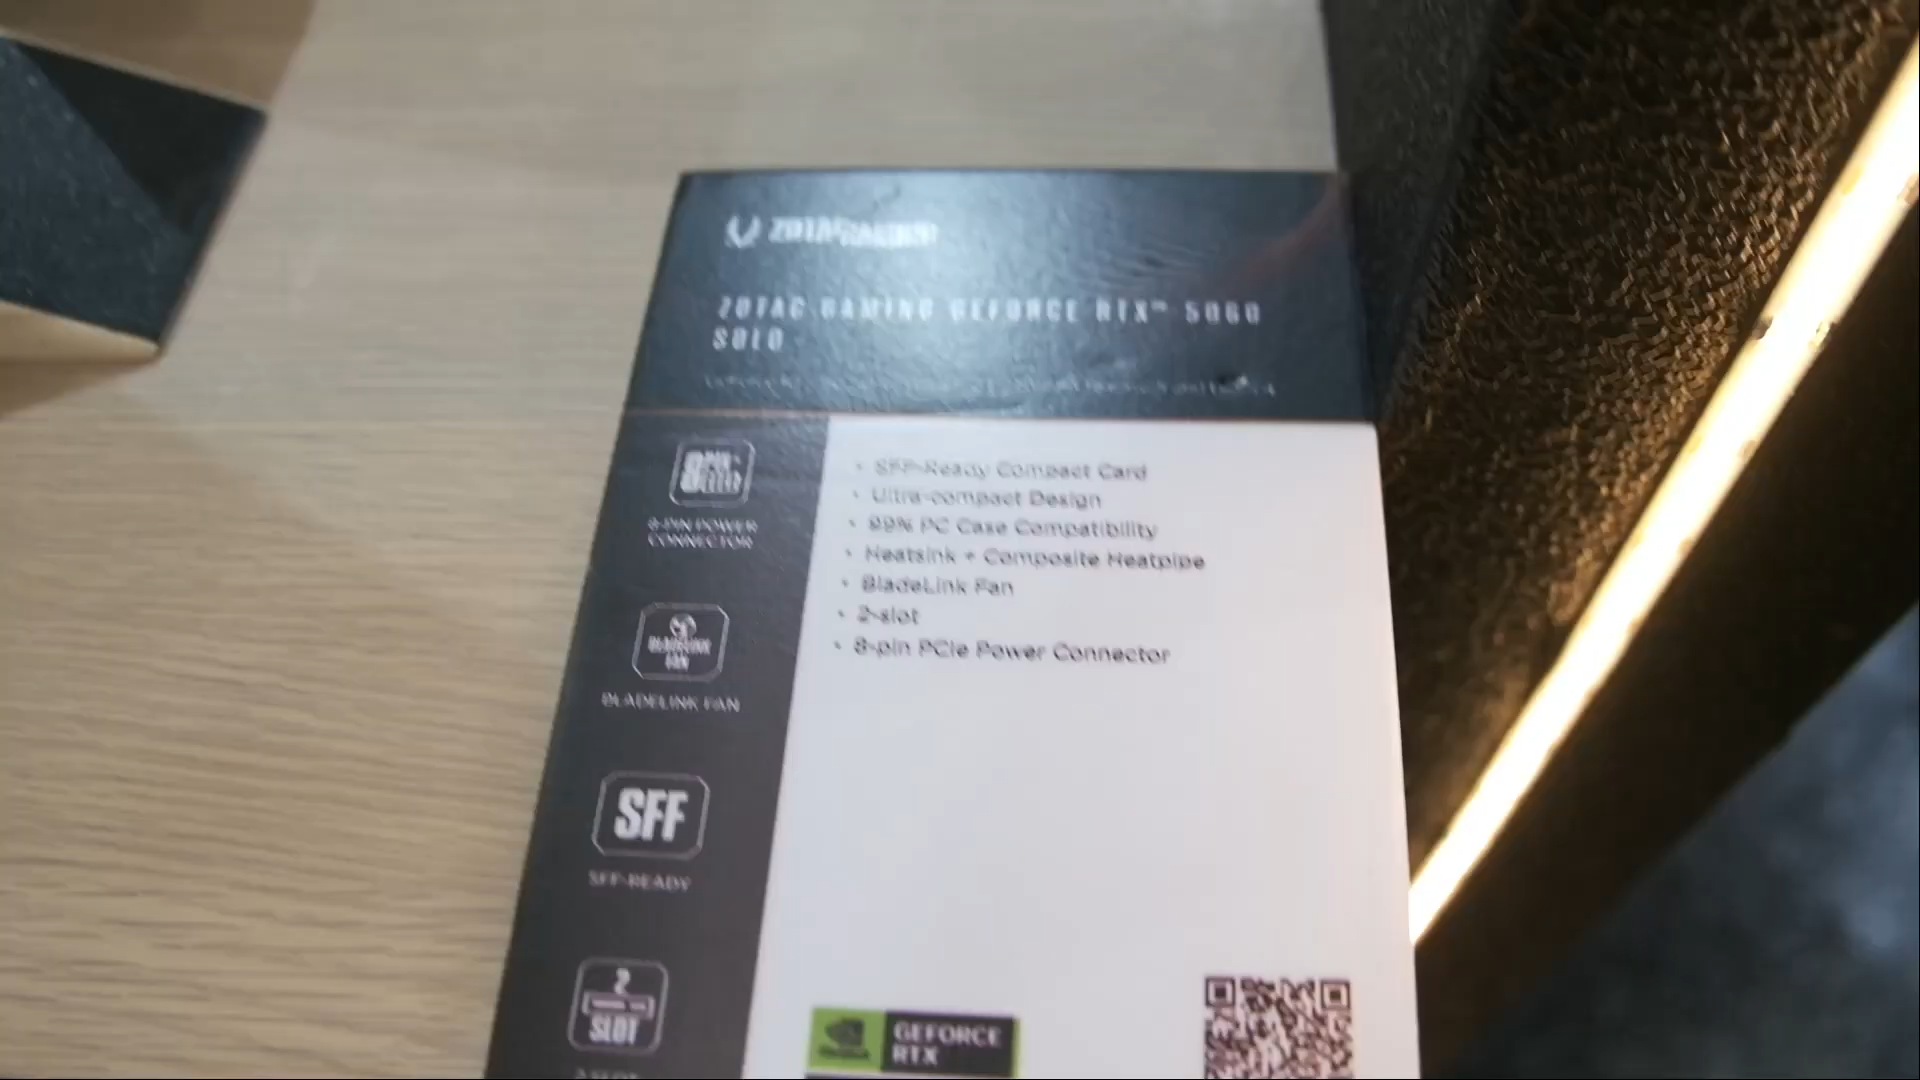 ZOTAC GAMING
ZOTAC GAMING GEFORCE RTX™ 5060
SOLO
8-PIN POWER
CONNECTOR
BLADELINK
FAN
BLADELINK FAN
SFF
SFF-READY
2
SLOT
• SFF-Ready Compact Card
• Ultra-compact Design
• 99% PC Case Compatibility
• Heatsink + Composite Heatpipe
• BladeLink Fan
• 2-slot
• 8-pin PCIe Power Connector
GEFORCE
RTX